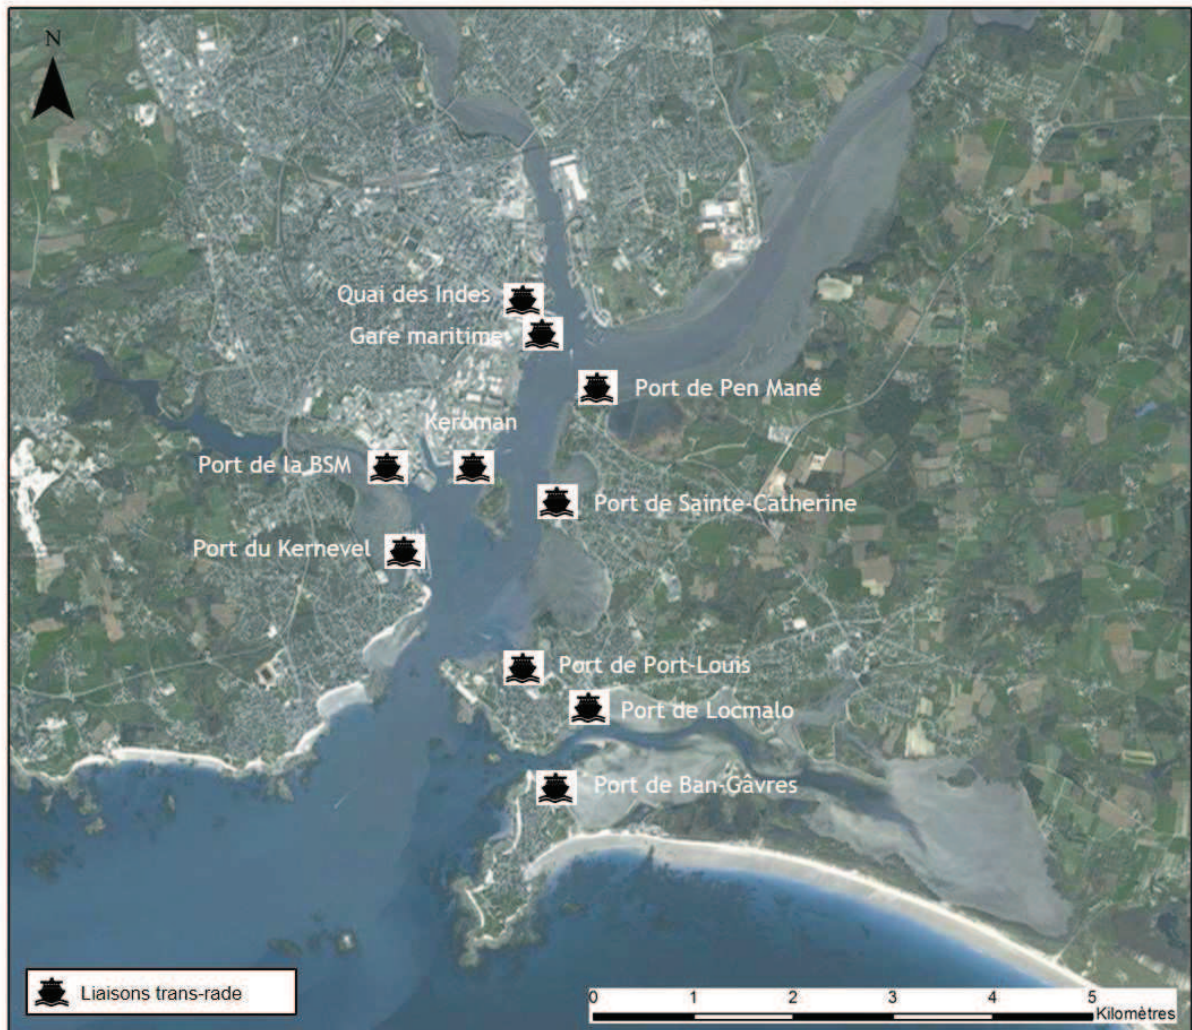 N
Quai des Indes
Gare maritime
Port de Pen Mané
Keroman
Port de la BSM
Port de Sainte-Catherine
Port du Kernevel
Port de Port-Louis
Port de Locmalo
Port de Ban-Gâvres
Liaisons trans-rade
0 1 2 3 4 5
Kilomètres